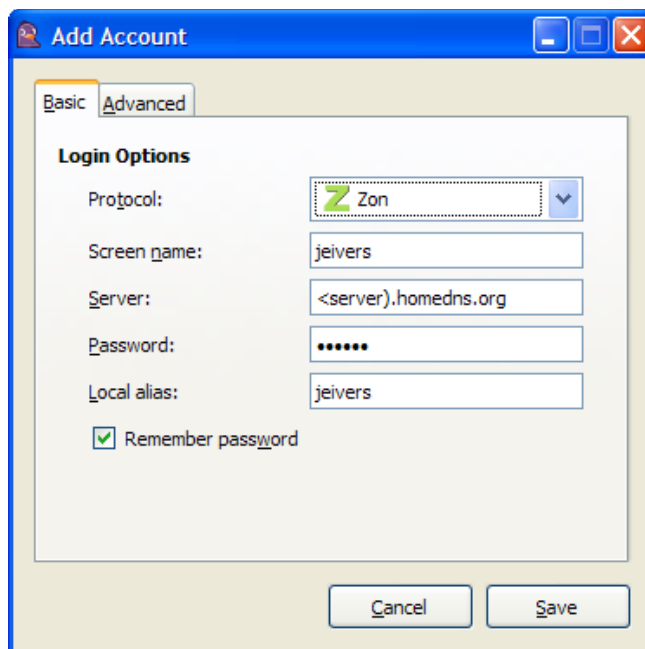 Add Account
Basic Advanced
Login Options
Protocol: Zon
Screen name: jeivers
Server: <server).homedns.org
Password: ••••••
Local alias: jeivers
Remember password
Cancel Save